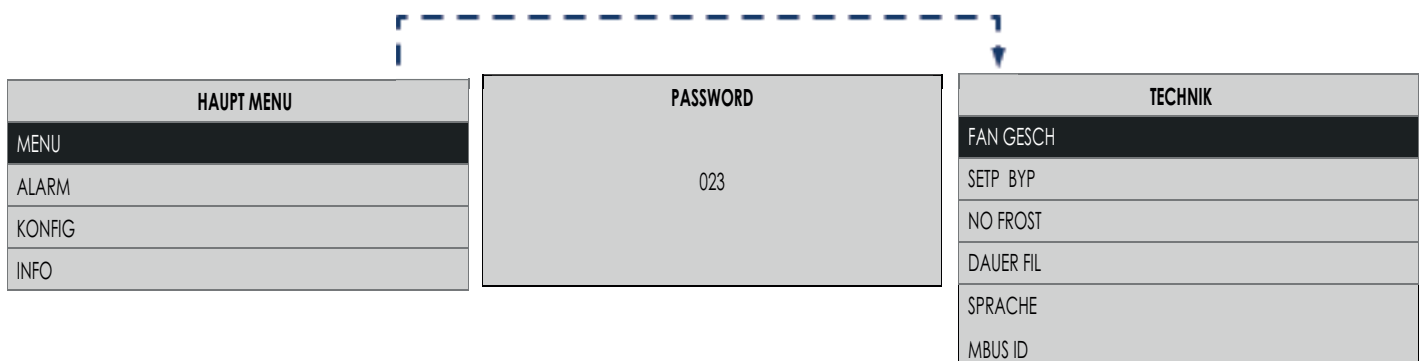 HAUPT MENU
MENU
ALARM
KONFIG
INFO
PASSWORD
023
TECHNIK
FAN GESCH
SETP BYP
NO FROST
DAUER FIL
SPRACHE
MBUS ID